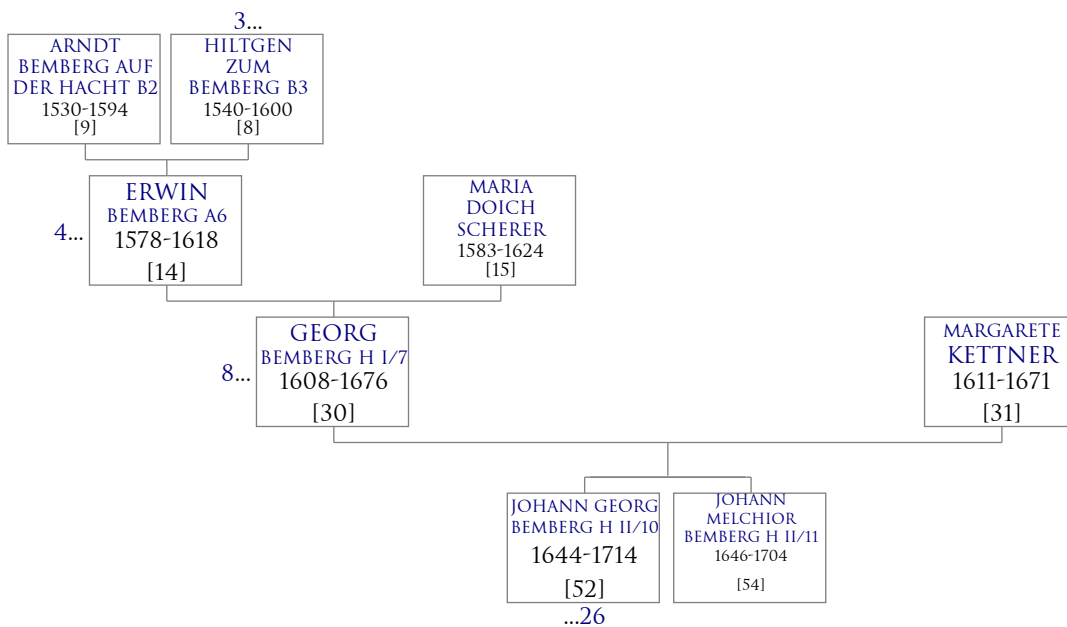 3...
ARNDT
BEMBERG AUF
DER HACHT B2
1530-1594
[9]
HILTGEN
ZUM
BEMBERG B3
1540-1600
[8]
4...
ERWIN
BEMBERG A6
1578-1618
[14]
MARIA
DOICH
SCHERER
1583-1624
[15]
8...
GEORG
BEMBERG H I/7
1608-1676
[30]
MARGARETE
KETTNER
1611-1671
[31]
JOHANN GEORG
BEMBERG H II/10
1644-1714
[52]
...26
JOHANN
MELCHIOR
BEMBERG H II/11
1646-1704
[54]